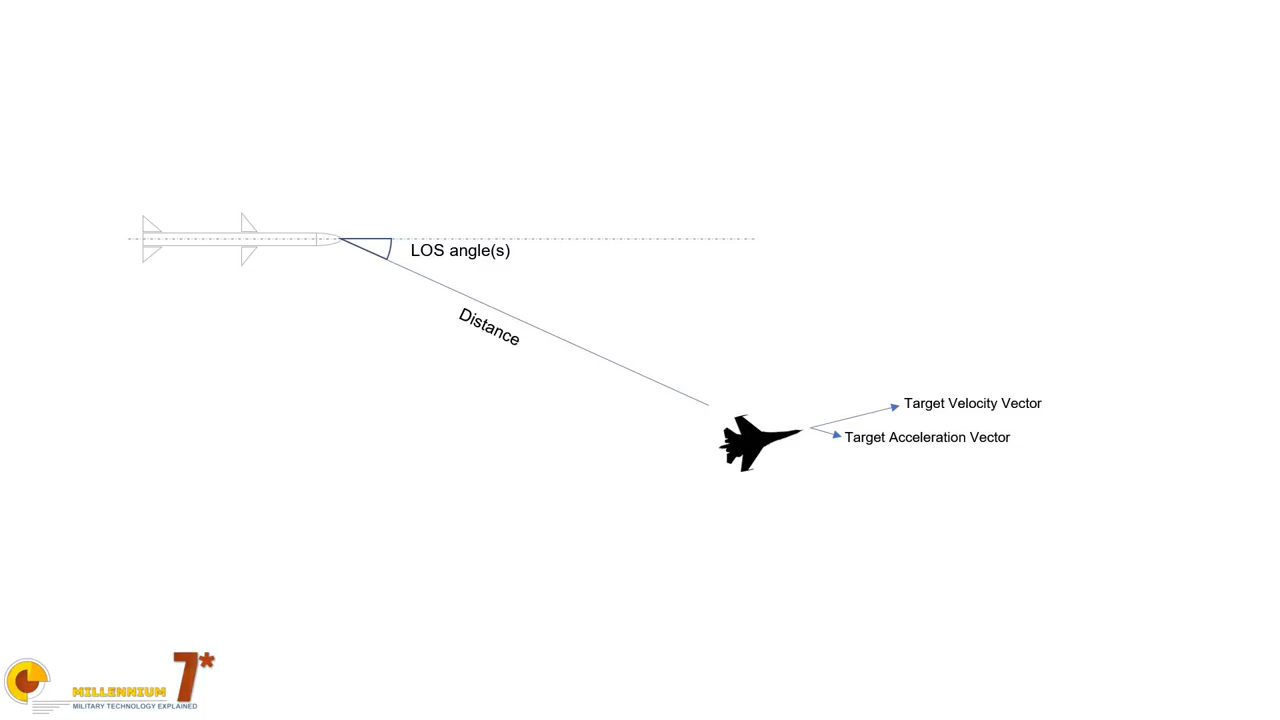 LOS angle(s)
Distance
Target Velocity Vector
Target Acceleration Vector
7*
MILLENNIUM
MILITARY TECHNOLOGY EXPLAINED